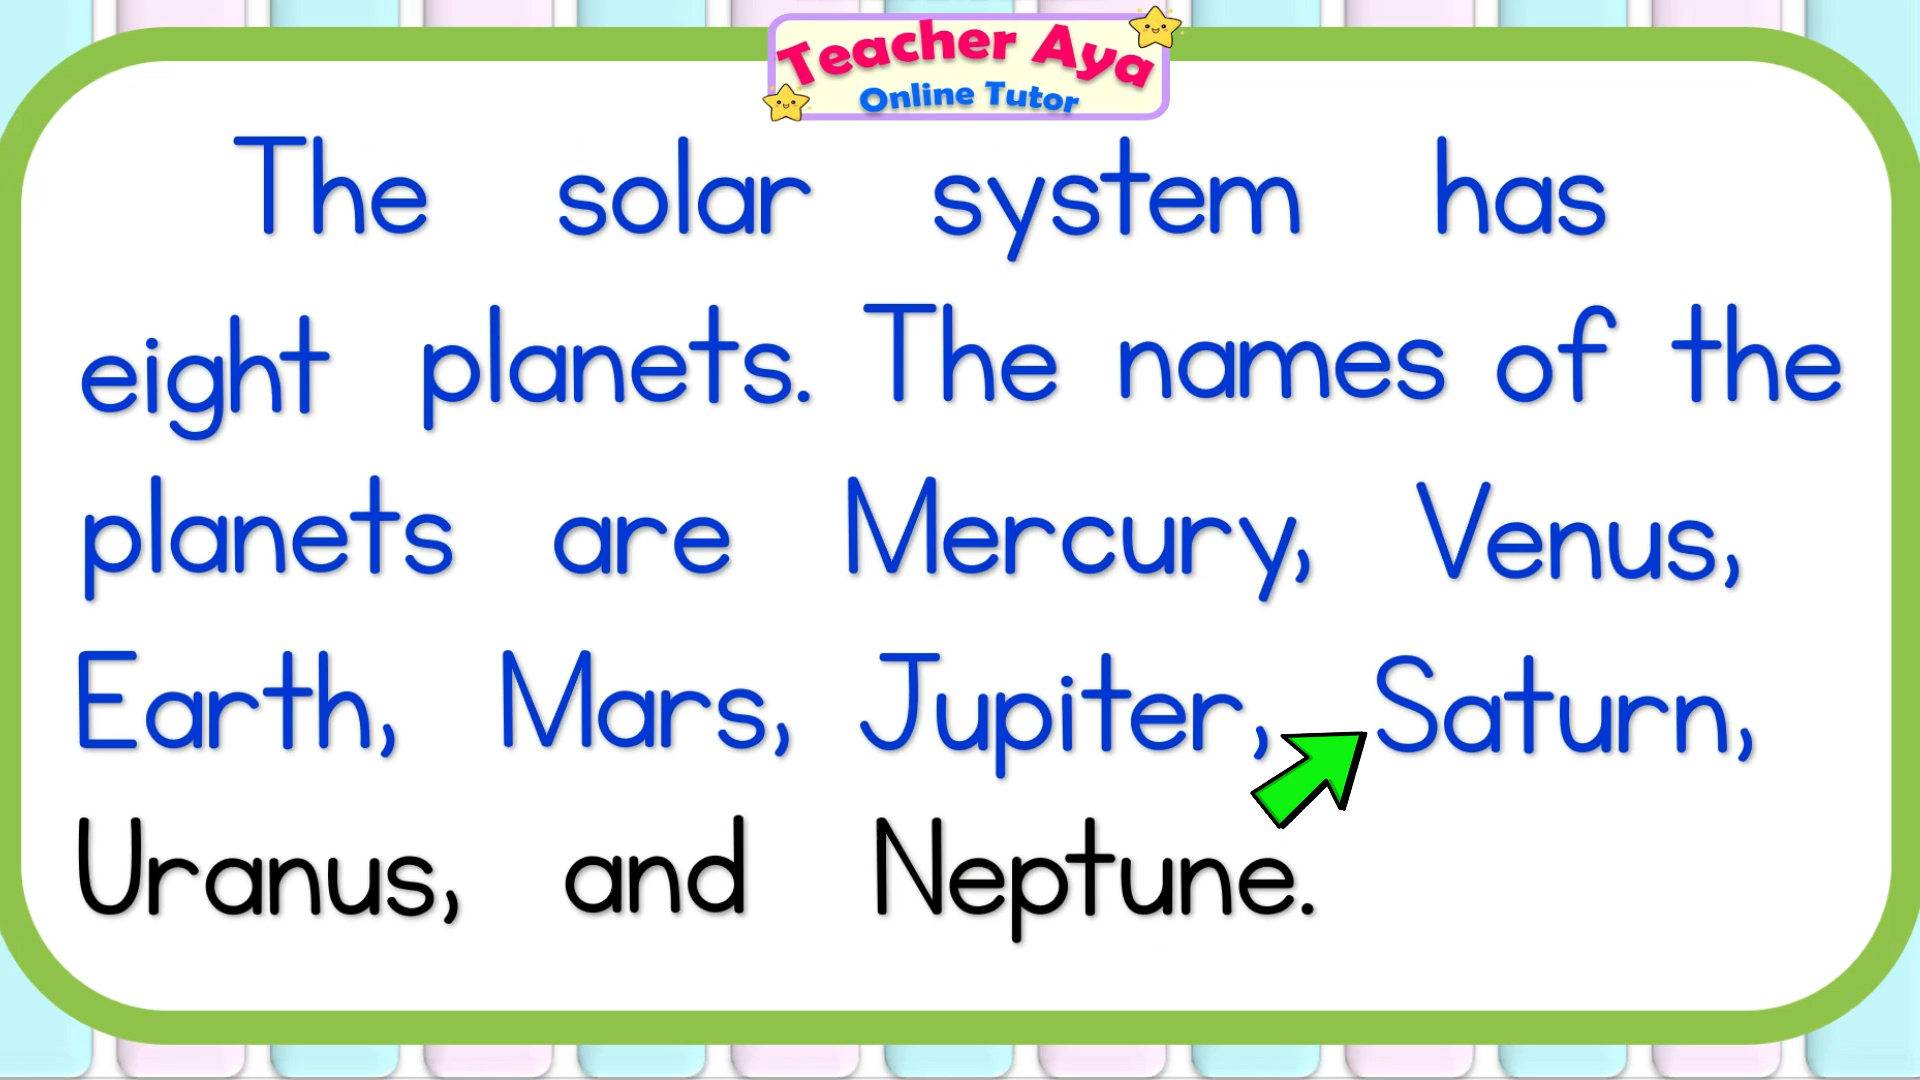 Teacher Aya
Online Tutor
The solar system has
eight planets. The names of the
planets are Mercury, Venus,
Earth, Mars, Jupiter, Saturn,
Uranus, and Neptune.